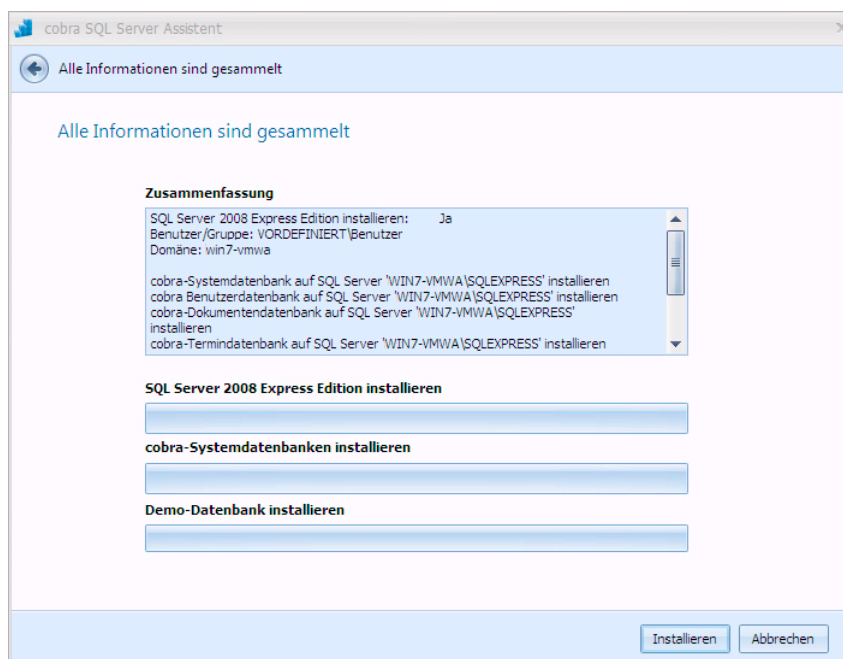 cobra SQL Server Assistent
Alle Informationen sind gesammelt
Alle Informationen sind gesammelt
Zusammenfassung
SQL Server 2008 Express Edition installieren: Ja
Benutzer/Gruppe: VORDEFINIERT\Benutzer
Domäne: win7-vmwa
cobra-Systemdatenbank auf SQL Server 'WIN7-VMWA\SQLEXPRESS' installieren
cobra Benutzerdatenbank auf SQL Server 'WIN7-VMWA\SQLEXPRESS' installieren
cobra-Dokumentendatenbank auf SQL Server 'WIN7-VMWA\SQLEXPRESS'
installieren
cobra-Termindatenbank auf SQL Server 'WIN7-VMWA\SQLEXPRESS' installieren
SQL Server 2008 Express Edition installieren
cobra-Systemdatenbanken installieren
Demo-Datenbank installieren
Installieren Abbrechen